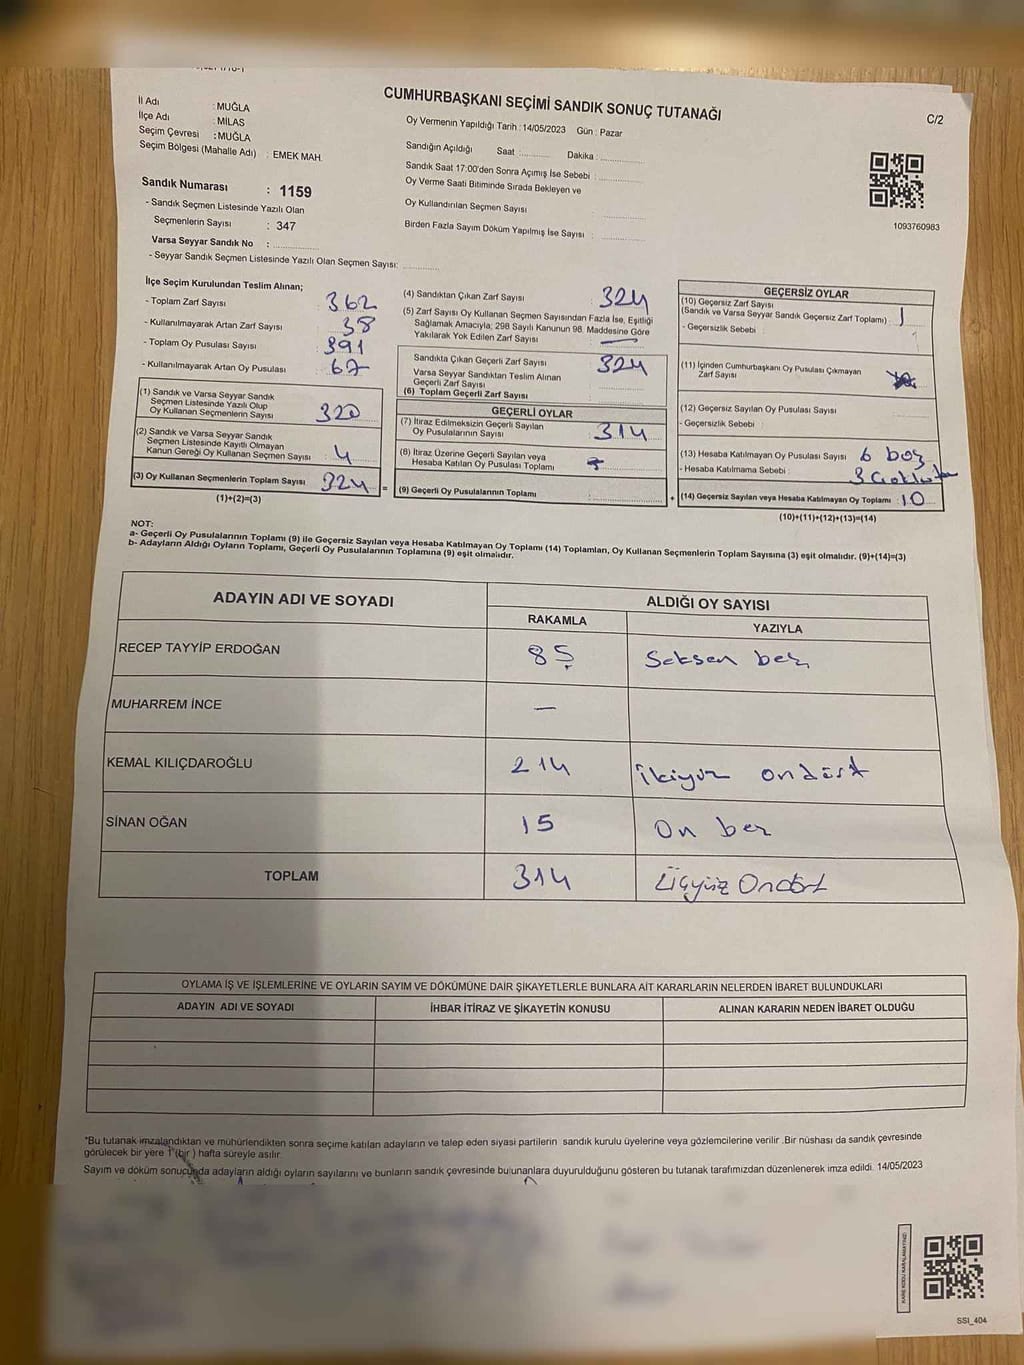 CUMHURBAŞKANI SEÇİMİ SANDIK SONUÇ TUTANAĞI
C/2
İl Adı : MUĞLA
İlçe Adı : MİLAS
Seçim Çevresi : MUĞLA
Seçim Bölgesi (Mahalle Adı) : EMEK MAH.
Sandık Numarası : 1159
- Sandık Seçmen Listesinde Yazılı Olan
Seçmenlerin Sayısı : 347
Varsa Seyyar Sandık No :
- Seyyar Sandık Seçmen Listesinde Yazılı Olan Seçmen Sayısı:
Oy Vermenin Yapıldığı Tarih : 14/05/2023 Gün : Pazar
Sandığın Açıldığı Saat : Dakika :
Sandık Saat 17:00'den Sonra Açımış İse Sebebi :
Oy Verme Saati Bitiminde Sırada Bekleyen ve
Oy Kullandırılan Seçmen Sayısı :
Birden Fazla Sayım Döküm Yapılmış İse Sayısı :
1093760983
İlçe Seçim Kurulundan Teslim Alınan;
- Toplam Zarf Sayısı : 362
- Kullanılmayarak Artan Zarf Sayısı : 38
- Toplam Oy Pusulası Sayısı : 391
- Kullanılmayarak Artan Oy Pusulası : 67
(1) Sandık ve Varsa Seyyar Sandık
Seçmen Listesinde Yazılı Olup
Oy Kullanan Seçmenlerin Sayısı : 320
(2) Sandık ve Varsa Seyyar Sandık
Seçmen Listesinde Kayıtlı Olmayan
Kanun Gereği Oy Kullanan Seçmen Sayısı : 4
(3) Oy Kullanan Seçmenlerin Toplam Sayısı : 324
(1)+(2)=(3)
(4) Sandıktan Çıkan Zarf Sayısı : 324
(5) Zarf Sayısı Oy Kullanan Seçmen Sayısından Fazla İse, Eşitliği
Sağlamak Amacıyla; 298 Sayılı Kanunun 98. Maddesine Göre
Yakılarak Yok Edilen Zarf Sayısı : —
Sandıkta Çıkan Geçerli Zarf Sayısı : 324
Varsa Seyyar Sandıktan Teslim Alınan
Geçerli Zarf Sayısı :
(6) Toplam Geçerli Zarf Sayısı :
GEÇERLİ OYLAR
(7) İtiraz Edilmeksizin Geçerli Sayılan
Oy Pusulalarının Sayısı : 314
(8) İtiraz Üzerine Geçerli Sayılan veya
Hesaba Katılan Oy Pusulası Toplamı :
= (9) Geçerli Oy Pusulalarının Toplamı :
GEÇERSİZ OYLAR
(10) Geçersiz Zarf Sayısı
(Sandık ve Varsa Seyyar Sandık Geçersiz Zarf Toplamı) : 1
- Geçersizlik Sebebi :
(11) İçinden Cumhurbaşkanı Oy Pusulası Çıkmayan
Zarf Sayısı :
(12) Geçersiz Sayılan Oy Pusulası Sayısı :
- Geçersizlik Sebebi :
(13) Hesaba Katılmayan Oy Pusulası Sayısı : 6 boş
- Hesaba Katılmama Sebebi :
+ (14) Geçersiz Sayılan veya Hesaba Katılmayan Oy Toplamı : 10
(10)+(11)+(12)+(13)=(14)
NOT:
a- Geçerli Oy Pusulalarının Toplamı (9) ile Geçersiz Sayılan veya Hesaba Katılmayan Oy Toplamı (14) Toplamları, Oy Kullanan Seçmenlerin Toplam Sayısına (3) eşit olmalıdır. (9)+(14)=(3)
b- Adayların Aldığı Oyların Toplamı, Geçerli Oy Pusulalarının Toplamına (9) eşit olmalıdır.
ADAYIN ADI VE SOYADI ALDIĞI OY SAYISI
RAKAMLA YAZIYLA
RECEP TAYYİP ERDOĞAN 85 Seksen beş
MUHARREM İNCE —
KEMAL KILIÇDAROĞLU 214 İkiyüz ondört
SİNAN OĞAN 15 On beş
TOPLAM 314 Üçyüz Ondört
OYLAMA İŞ VE İŞLEMLERİNE VE OYLARIN SAYIM VE DÖKÜMÜNE DAİR ŞİKAYETLERLE BUNLARA AİT KARARLARIN NELERDEN İBARET BULUNDUKLARI
ADAYIN ADI VE SOYADI İHBAR İTİRAZ VE ŞİKAYETİN KONUSU ALINAN KARARIN NEDEN İBARET OLDUĞU
*Bu tutanak imzalandıktan ve mühürlendikten sonra seçime katılan adayların ve talep eden siyasi partilerin sandık kurulu üyelerine veya gözlemcilerine verilir .Bir nüshası da sandık çevresinde
görülecek bir yere 1 (bir) hafta süreyle asılır.
Sayım ve döküm sonucunda adayların aldığı oyların sayılarını ve bunların sandık çevresinde bulunanlara duyurulduğunu gösteren bu tutanak tarafımızdan düzenlenerek imza edildi. 14/05/2023
KARE KODU KARALAMAYINIZ!
SSI_404